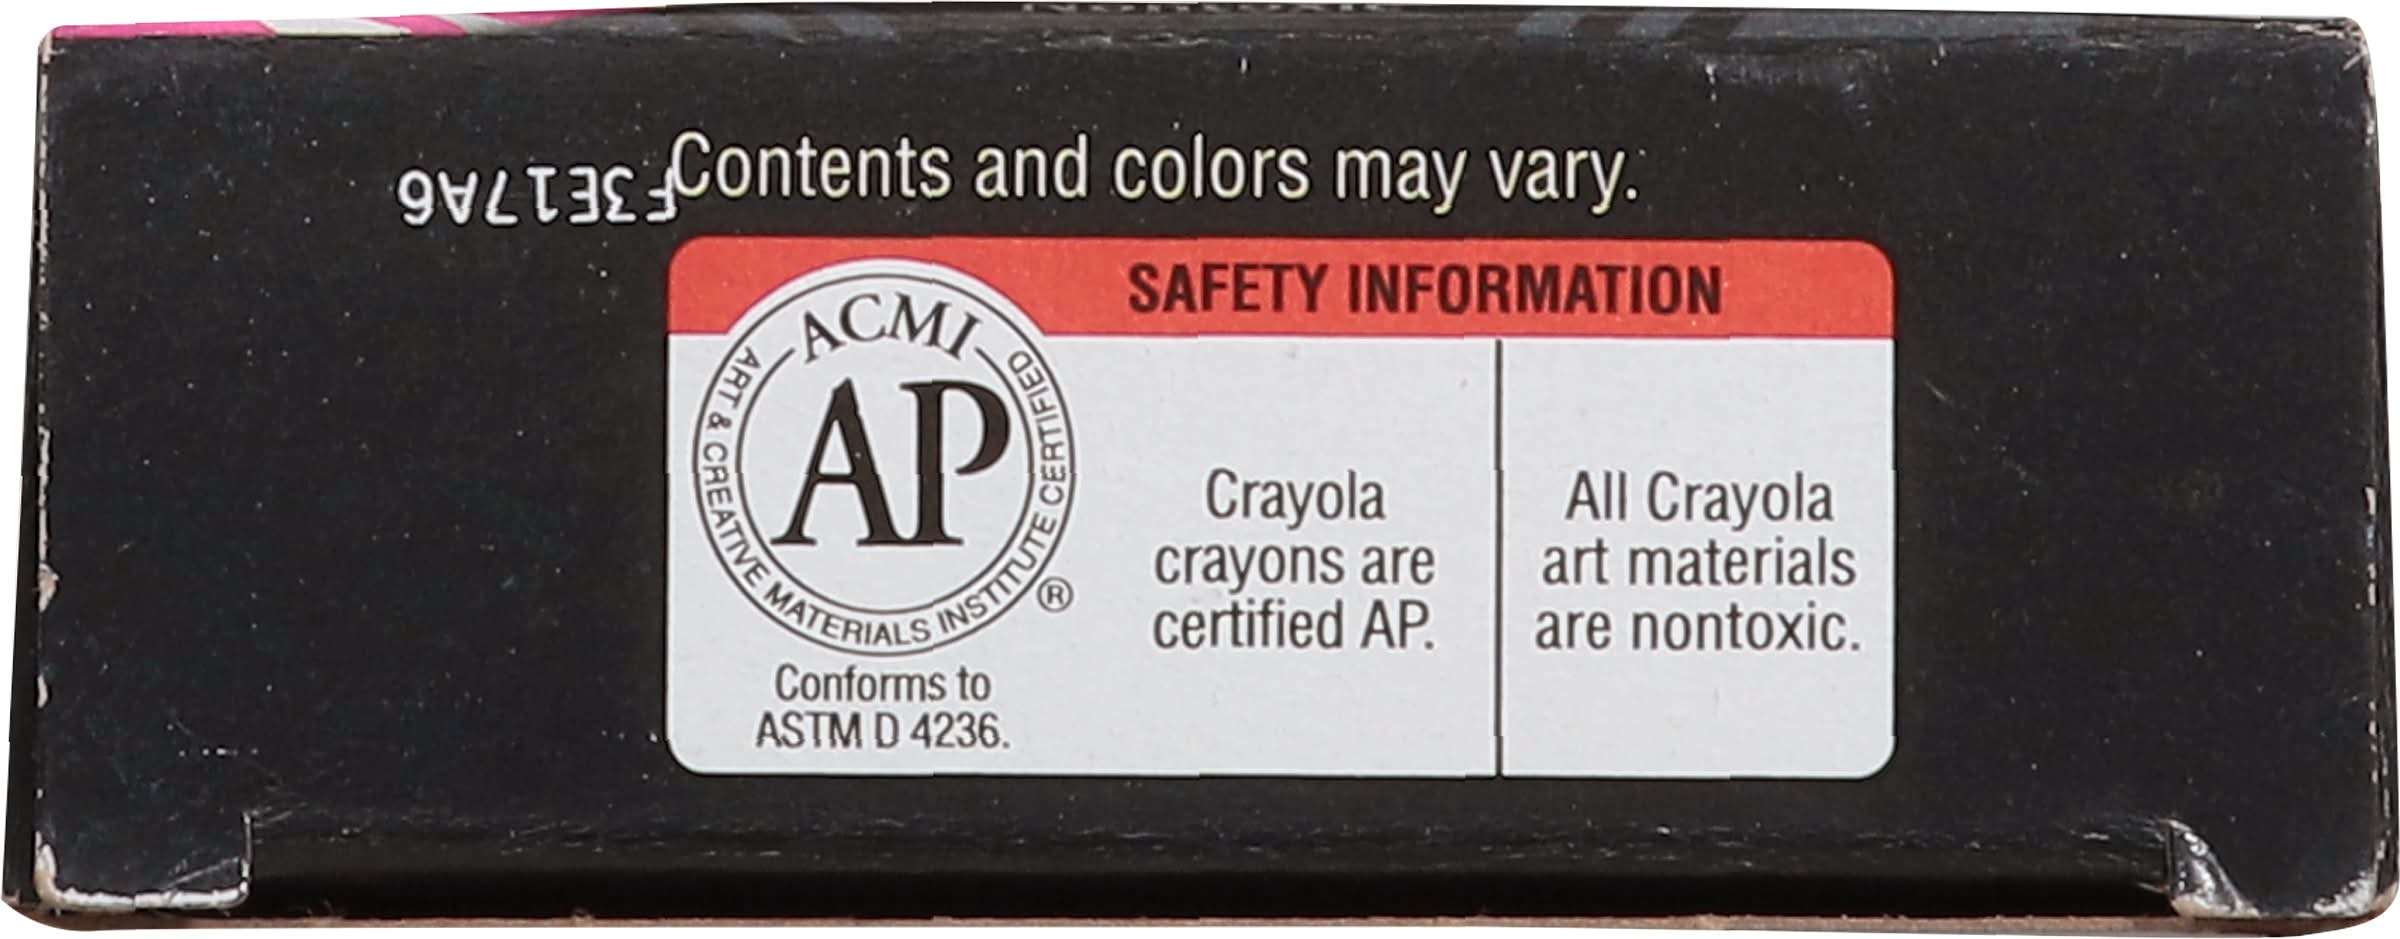 Contents and colors may vary.
F3E17A6
SAFETY INFORMATION
ACMI
AP
ART & CREATIVE MATERIALS INSTITUTE CERTIFIED
®
Conforms to
ASTM D 4236.
Crayola
crayons are
certified AP.
All Crayola
art materials
are nontoxic.